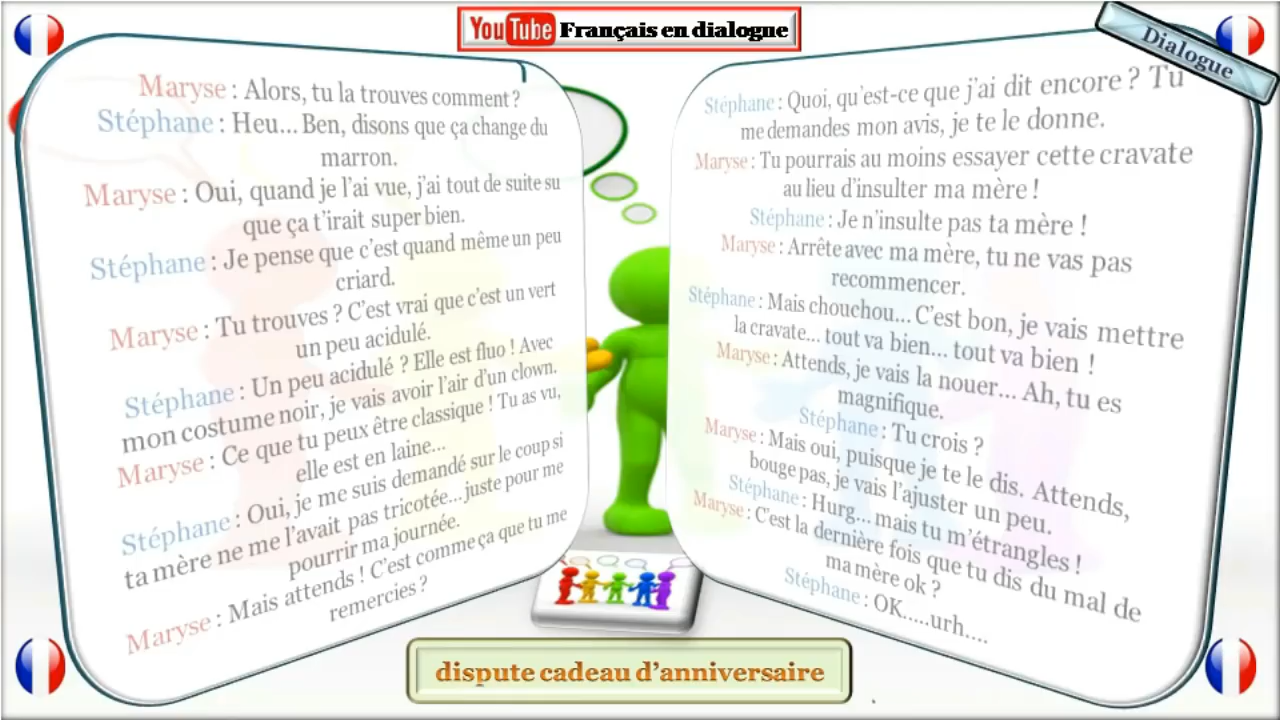 YouTube Français en dialogue
Dialogue
Maryse : Alors, tu la trouves comment ?
Stéphane : Heu... Ben, disons que ça change du
marron.
Maryse : Oui, quand je l'ai vue, j'ai tout de suite su
que ça t'irait super bien.
Stéphane : Je pense que c'est quand même un peu
criard.
Maryse : Tu trouves ? C'est vrai que c'est un vert
un peu acidulé.
Stéphane : Un peu acidulé ? Elle est fluo ! Avec
mon costume noir, je vais avoir l'air d'un clown.
Maryse : Ce que tu peux être classique ! Tu as vu,
elle est en laine...
Stéphane : Oui, je me suis demandé sur le coup si
ta mère ne me l'avait pas tricotée... juste pour me
pourrir ma journée.
Maryse : Mais attends ! C'est comme ça que tu me
remercies ?
Stéphane : Quoi, qu'est-ce que j'ai dit encore ? Tu
me demandes mon avis, je te le donne.
Maryse : Tu pourrais au moins essayer cette cravate
au lieu d'insulter ma mère !
Stéphane : Je n'insulte pas ta mère !
Maryse : Arrête avec ma mère, tu ne vas pas
recommencer.
Stéphane : Mais chouchou... C'est bon, je vais mettre
la cravate... tout va bien... tout va bien !
Maryse : Attends, je vais la nouer... Ah, tu es
magnifique.
Stéphane : Tu crois ?
Maryse : Mais oui, puisque je te le dis. Attends,
bouge pas, je vais l'ajuster un peu.
Stéphane : Hurg... mais tu m'étrangles !
Maryse : C'est la dernière fois que tu dis du mal de
ma mère ok ?
Stéphane : OK.....urh....
dispute cadeau d'anniversaire